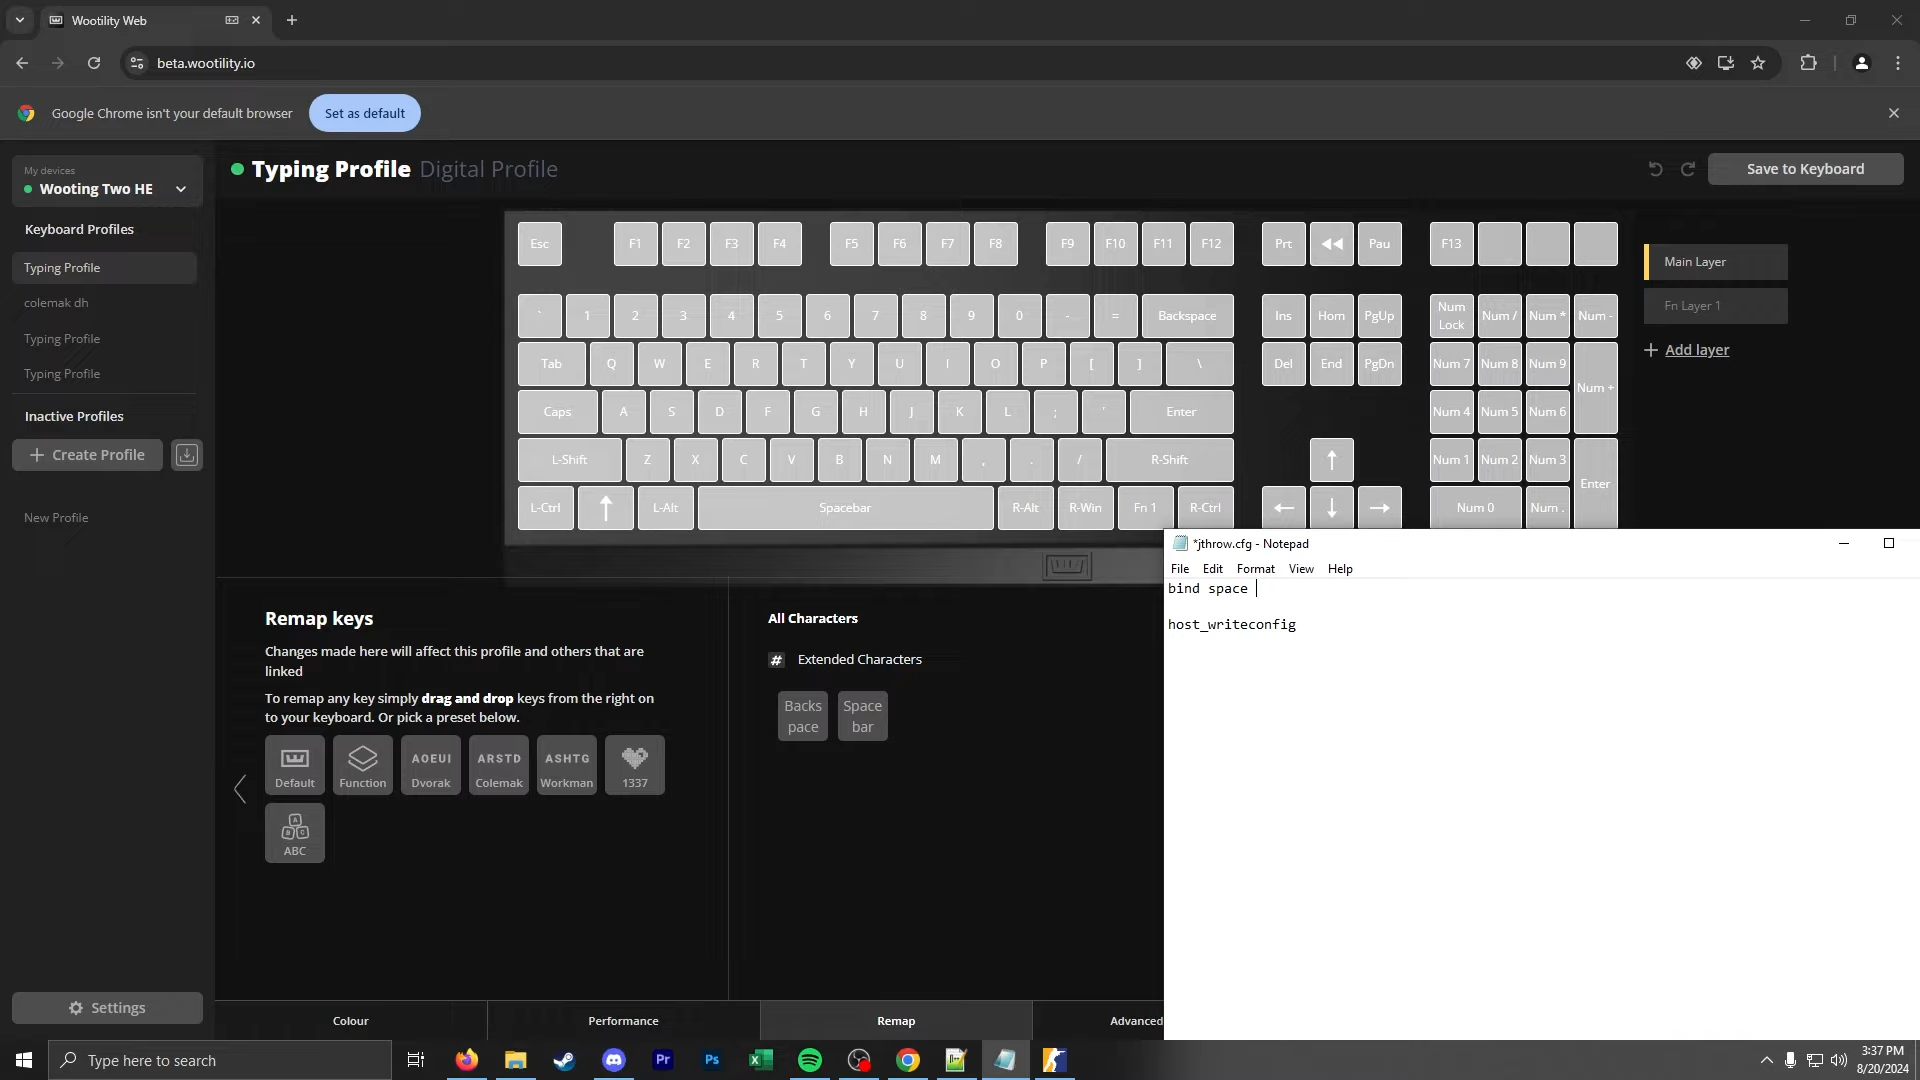 Wootility Web
beta.wootility.io
Google Chrome isn't your default browser
Set as default
My devices
Wooting Two HE
Keyboard Profiles
Typing Profile
colemak dh
Typing Profile
Typing Profile
Inactive Profiles
Create Profile
New Profile
Settings
Typing Profile Digital Profile
Save to Keyboard
Esc F1 F2 F3 F4 F5 F6 F7 F8 F9 F10 F11 F12 Prt Pau F13
` 1 2 3 4 5 6 7 8 9 0 - = Backspace Ins Hom PgUp Num Lock Num / Num * Num -
Tab Q W E R T Y U I O P [ ] \ Del End PgDn Num 7 Num 8 Num 9 Num +
Caps A S D F G H J K L ; ' Enter Num 4 Num 5 Num 6
L-Shift Z X C V B N M , . / R-Shift ↑ Num 1 Num 2 Num 3 Enter
L-Ctrl ↑ L-Alt Spacebar R-Alt R-Win Fn 1 R-Ctrl ← ↓ → Num 0 Num .
Main Layer
Fn Layer 1
Add layer
Remap keys
Changes made here will affect this profile and others that are
linked
To remap any key simply drag and drop keys from the right on
to your keyboard. Or pick a preset below.
Default
Function
AOEUI
Dvorak
ARSTD
Colemak
ASHTG
Workman
1337
A
B C
ABC
All Characters
# Extended Characters
Backs
pace
Space
bar
Colour
Performance
Remap
Advanced
*jthrow.cfg - Notepad
File Edit Format View Help
bind space
host_writeconfig
Type here to search
Pr
Ps
3:37 PM
8/20/2024